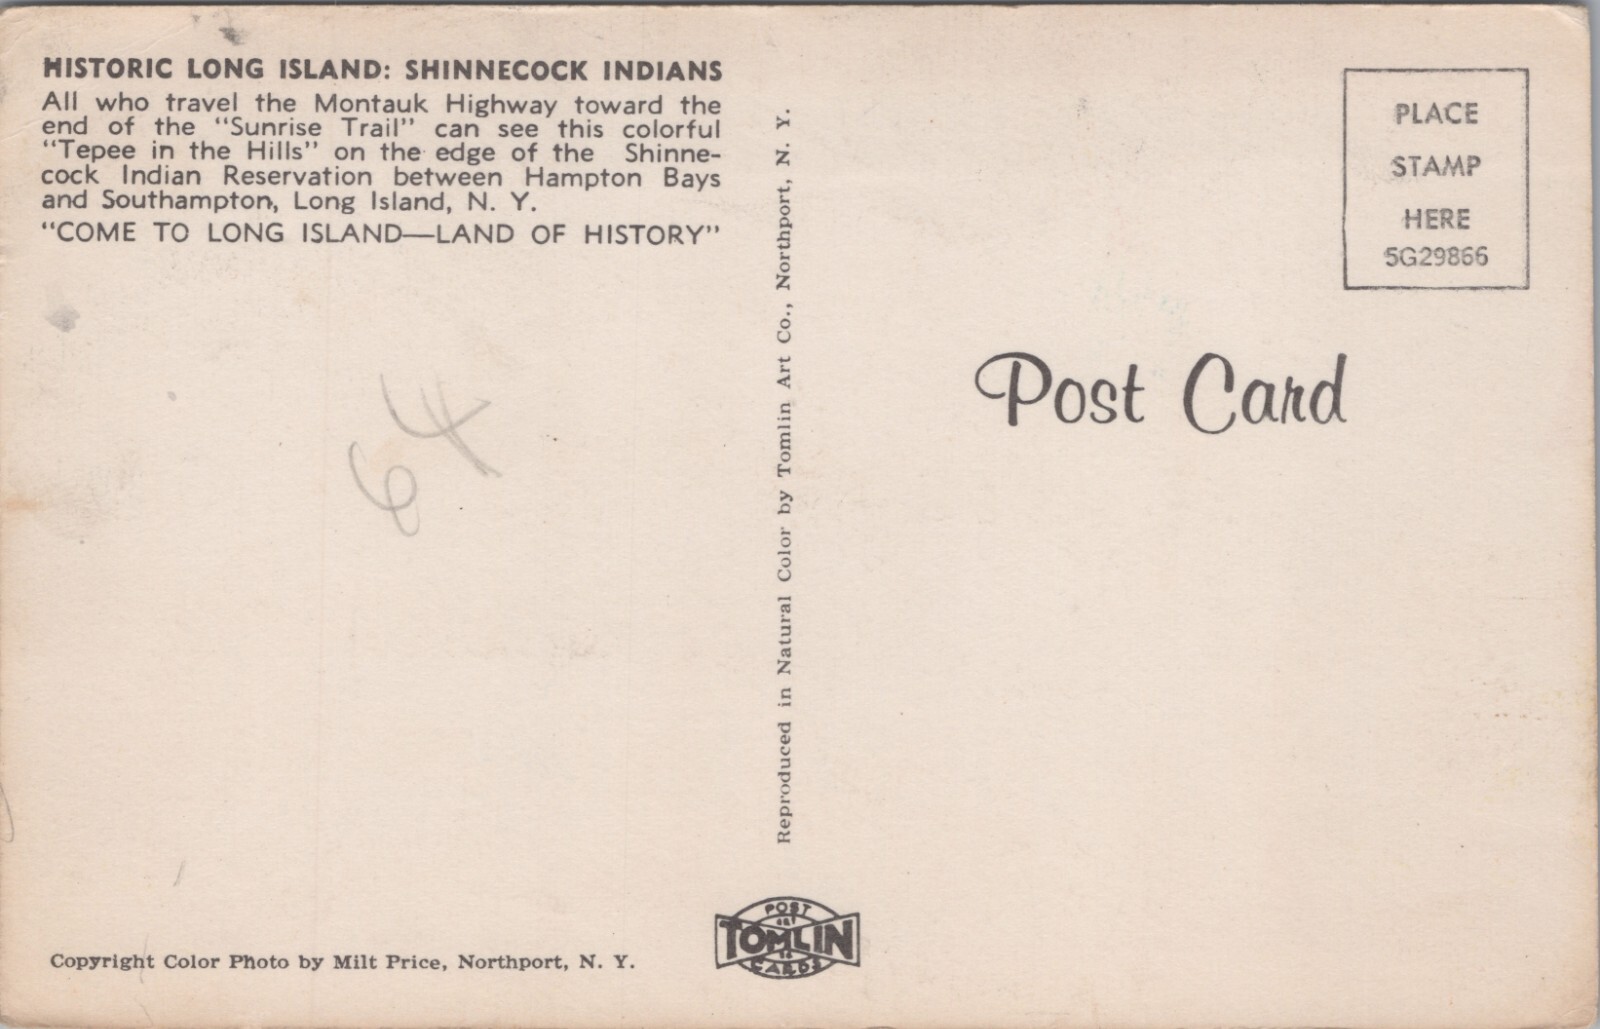 HISTORIC LONG ISLAND: SHINNECOCK INDIANS
All who travel the Montauk Highway toward the
end of the "Sunrise Trail" can see this colorful
"Tepee in the Hills" on the edge of the Shinne-
cock Indian Reservation between Hampton Bays
and Southampton, Long Island, N. Y.
"COME TO LONG ISLAND—LAND OF HISTORY"
64
Copyright Color Photo by Milt Price, Northport, N. Y.
Reproduced in Natural Color by Tomlin Art Co., Northport, N. Y.
POST
ART
TOMLIN
CARDS
PLACE
STAMP
HERE
5G29866
Post Card